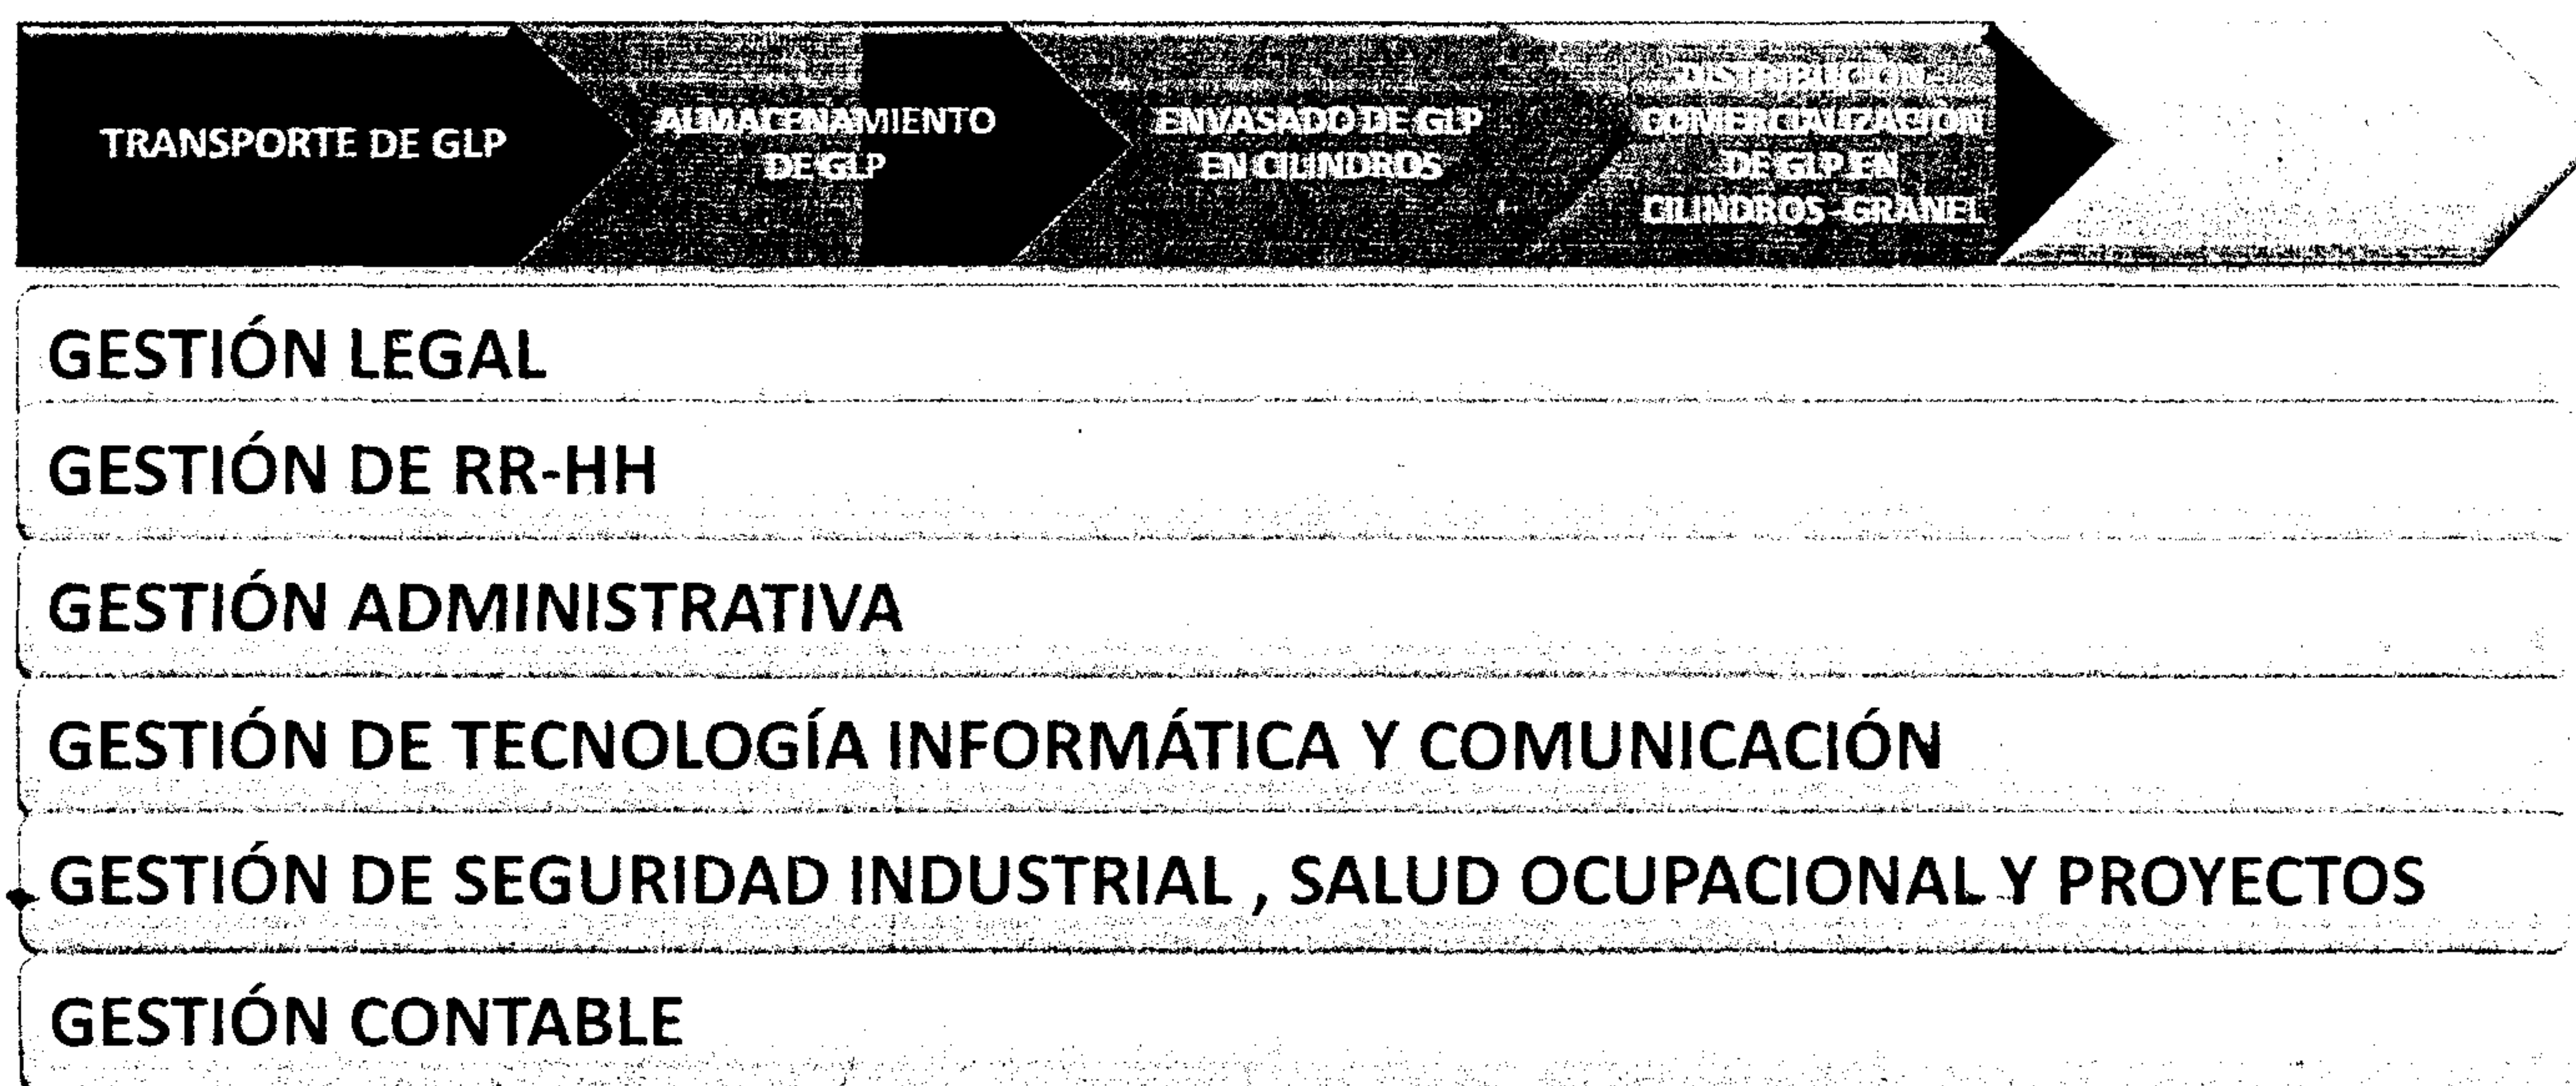 TRANSPORTE DE GLP
ALMACENAMIENTO
DE GLP
ENVASADO DE GLP
EN CILINDROS
DISTRIBUCIÓN-
COMERCIALIZACIÓN
DE GLP EN
CILINDROS-GRANEL
GESTIÓN LEGAL
GESTIÓN DE RR-HH
GESTIÓN ADMINISTRATIVA
GESTIÓN DE TECNOLOGÍA INFORMÁTICA Y COMUNICACIÓN
GESTIÓN DE SEGURIDAD INDUSTRIAL , SALUD OCUPACIONAL Y PROYECTOS
GESTIÓN CONTABLE